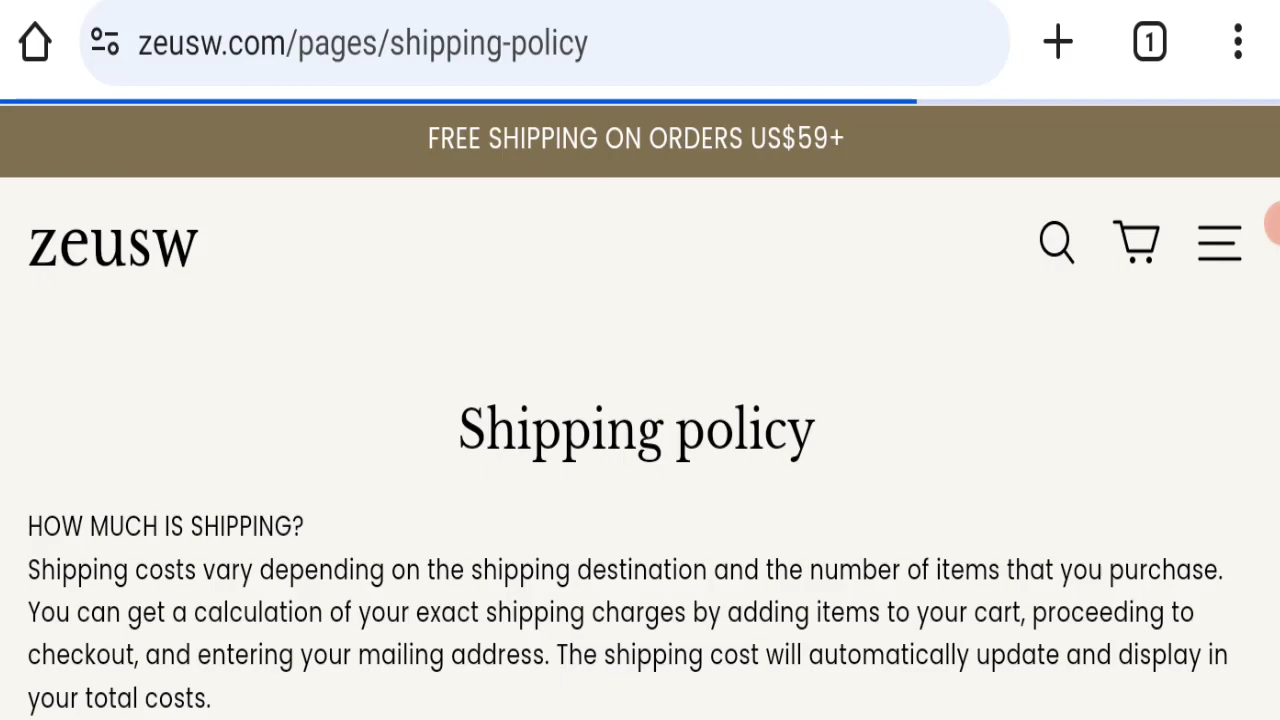 zeusw.com/pages/shipping-policy
1
FREE SHIPPING ON ORDERS US$59+
zeusw
Shipping policy
HOW MUCH IS SHIPPING?
Shipping costs vary depending on the shipping destination and the number of items that you purchase.
You can get a calculation of your exact shipping charges by adding items to your cart, proceeding to
checkout, and entering your mailing address. The shipping cost will automatically update and display in
your total costs.